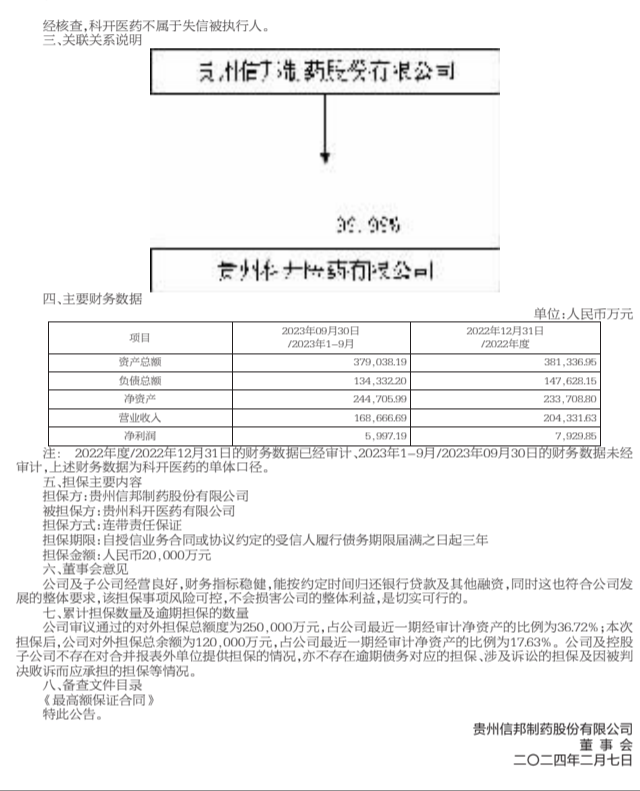 经核查,科开医药不属于失信被执行人。
三、关联关系说明
贵州信邦制药股份有限公司
99.98%
贵州科开医药有限公司
四、主要财务数据
单位:人民币万元
项目 2023年09月30日/2023年1-9月 2022年12月31日/2022年度
资产总额 379,038.19 381,336.95
负债总额 134,332.20 147,628.15
净资产 244,705.99 233,708.80
营业收入 168,666.69 204,331.63
净利润 5,997.19 7,929.85
注: 2022年度/2022年12月31日的财务数据已经审计、2023年1-9月/2023年09月30日的财务数据未经
审计,上述财务数据为科开医药的单体口径。
五、担保主要内容
担保方:贵州信邦制药股份有限公司
被担保方:贵州科开医药有限公司
担保方式:连带责任保证
担保期限:自授信业务合同或协议约定的受信人履行债务期限届满之日起三年
担保金额:人民币20,000万元
六、董事会意见
公司及子公司经营良好,财务指标稳健,能按约定时间归还银行贷款及其他融资,同时这也符合公司发
展的整体要求,该担保事项风险可控,不会损害公司的整体利益,是切实可行的。
七、累计担保数量及逾期担保的数量
公司审议通过的对外担保总额度为250,000万元,占公司最近一期经审计净资产的比例为36.72%;本次
担保后,公司对外担保总余额为120,000万元,占公司最近一期经审计净资产的比例为17.63%。公司及控股
子公司不存在对合并报表外单位提供担保的情况,亦不存在逾期债务对应的担保、涉及诉讼的担保及因被判
决败诉而应承担的担保等情况。
八、备查文件目录
《最高额保证合同》
特此公告。
贵州信邦制药股份有限公司
董 事 会
二〇二四年二月七日